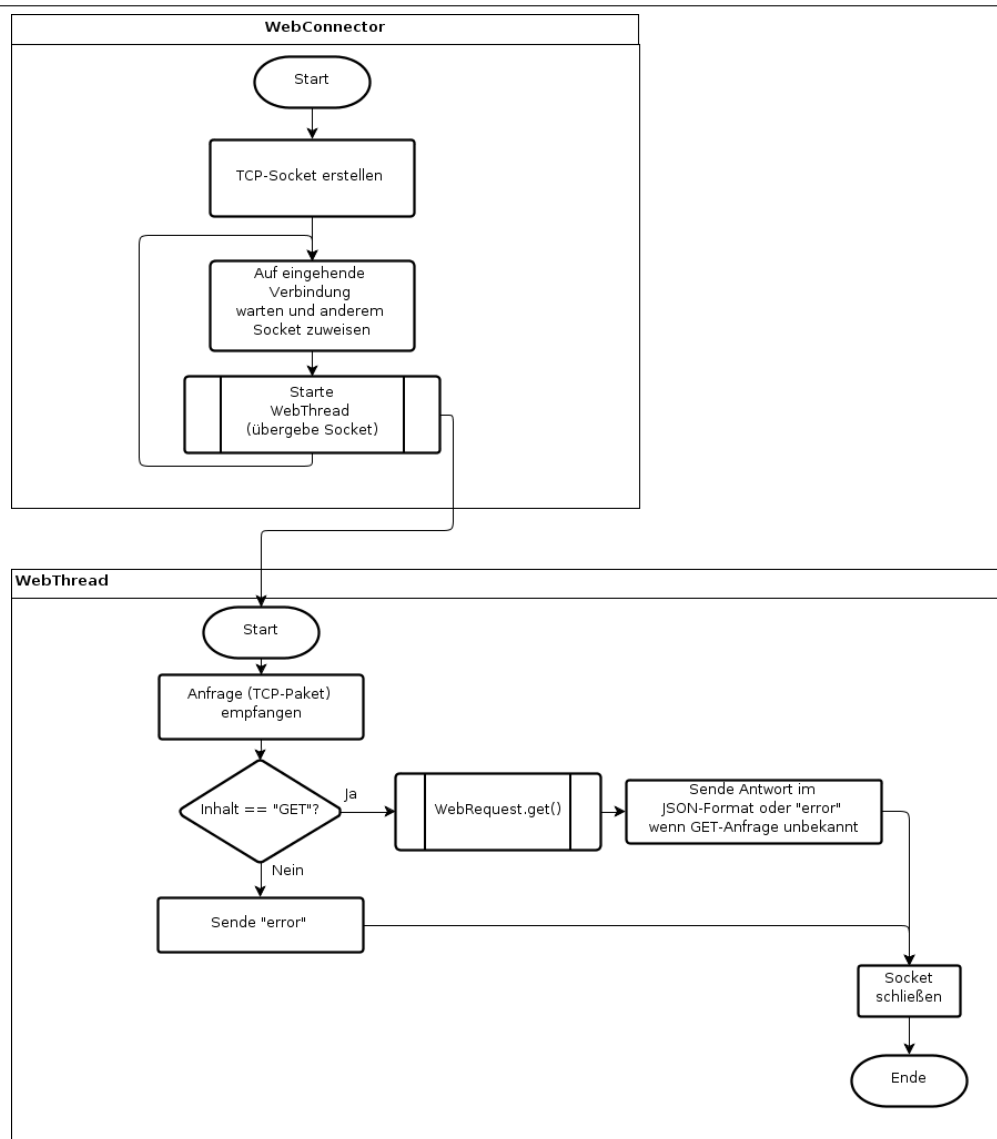 WebConnector
Start
TCP-Socket erstellen
Auf eingehende
Verbindung
warten und anderem
Socket zuweisen
Starte
WebThread
(übergebe Socket)
WebThread
Start
Anfrage (TCP-Paket)
empfangen
Inhalt == "GET"?
Ja
WebRequest.get()
Sende Antwort im
JSON-Format oder "error"
wenn GET-Anfrage unbekannt
Nein
Sende "error"
Socket
schließen
Ende